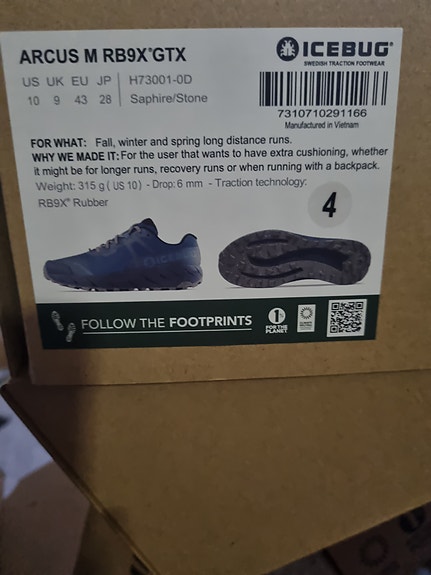 ARCUS M RB9X®GTX
ICEBUG®
SWEDISH TRACTION FOOTWEAR
US UK EU JP H73001-0D
10 9 43 28 Saphire/Stone
7310710291166
Manufactured in Vietnam
FOR WHAT: Fall, winter and spring long distance runs.
WHY WE MADE IT: For the user that wants to have extra cushioning, whether
it might be for longer runs, recovery runs or when running with a backpack.
Weight: 315 g ( US 10) - Drop: 6 mm - Traction technology:
RB9X® Rubber
4
ICEBUG
FOLLOW THE FOOTPRINTS
1%
FOR THE
PLANET